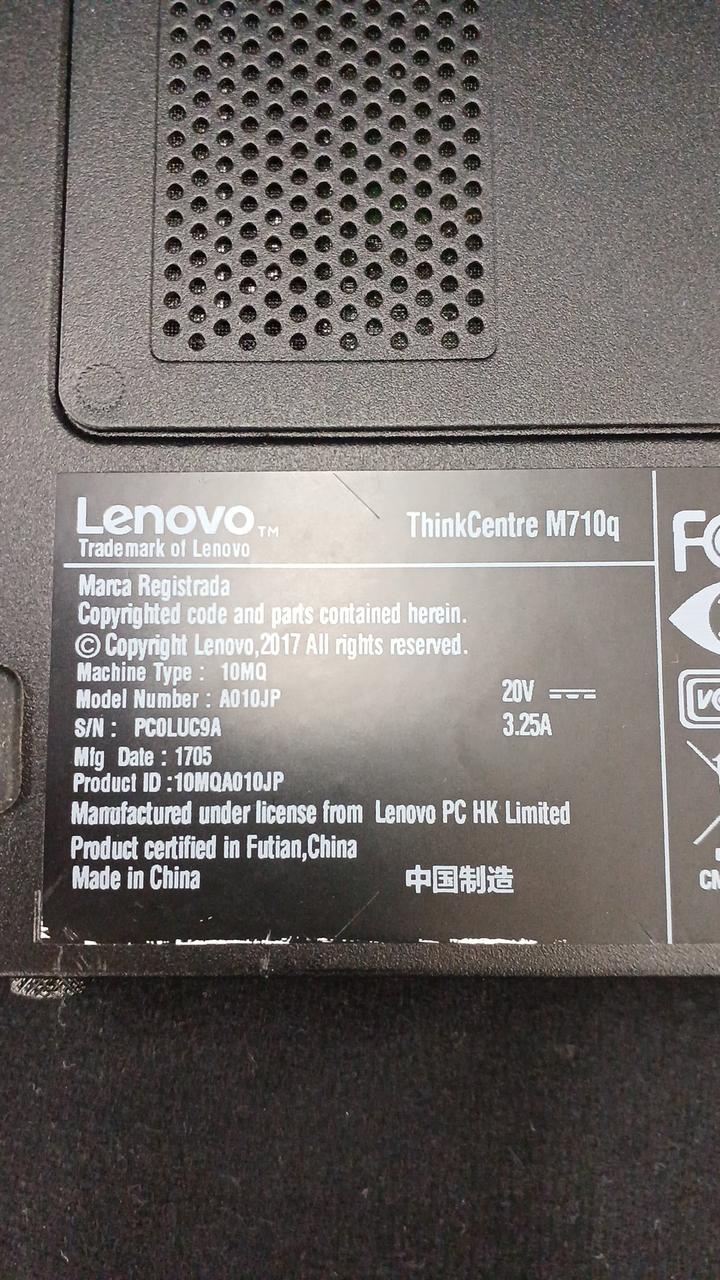 Lenovo™
Trademark of Lenovo
ThinkCentre M710q
Marca Registrada
Copyrighted code and parts contained herein.
© Copyright Lenovo,2017 All rights reserved.
Machine Type : 10MQ
Model Number : A010JP
20V ⎓
S/N : PC0LUC9A
3.25A
Mfg Date : 1705
Product ID :10MQA010JP
Manufactured under license from Lenovo PC HK Limited
Product certified in Futian,China
Made in China
中国制造